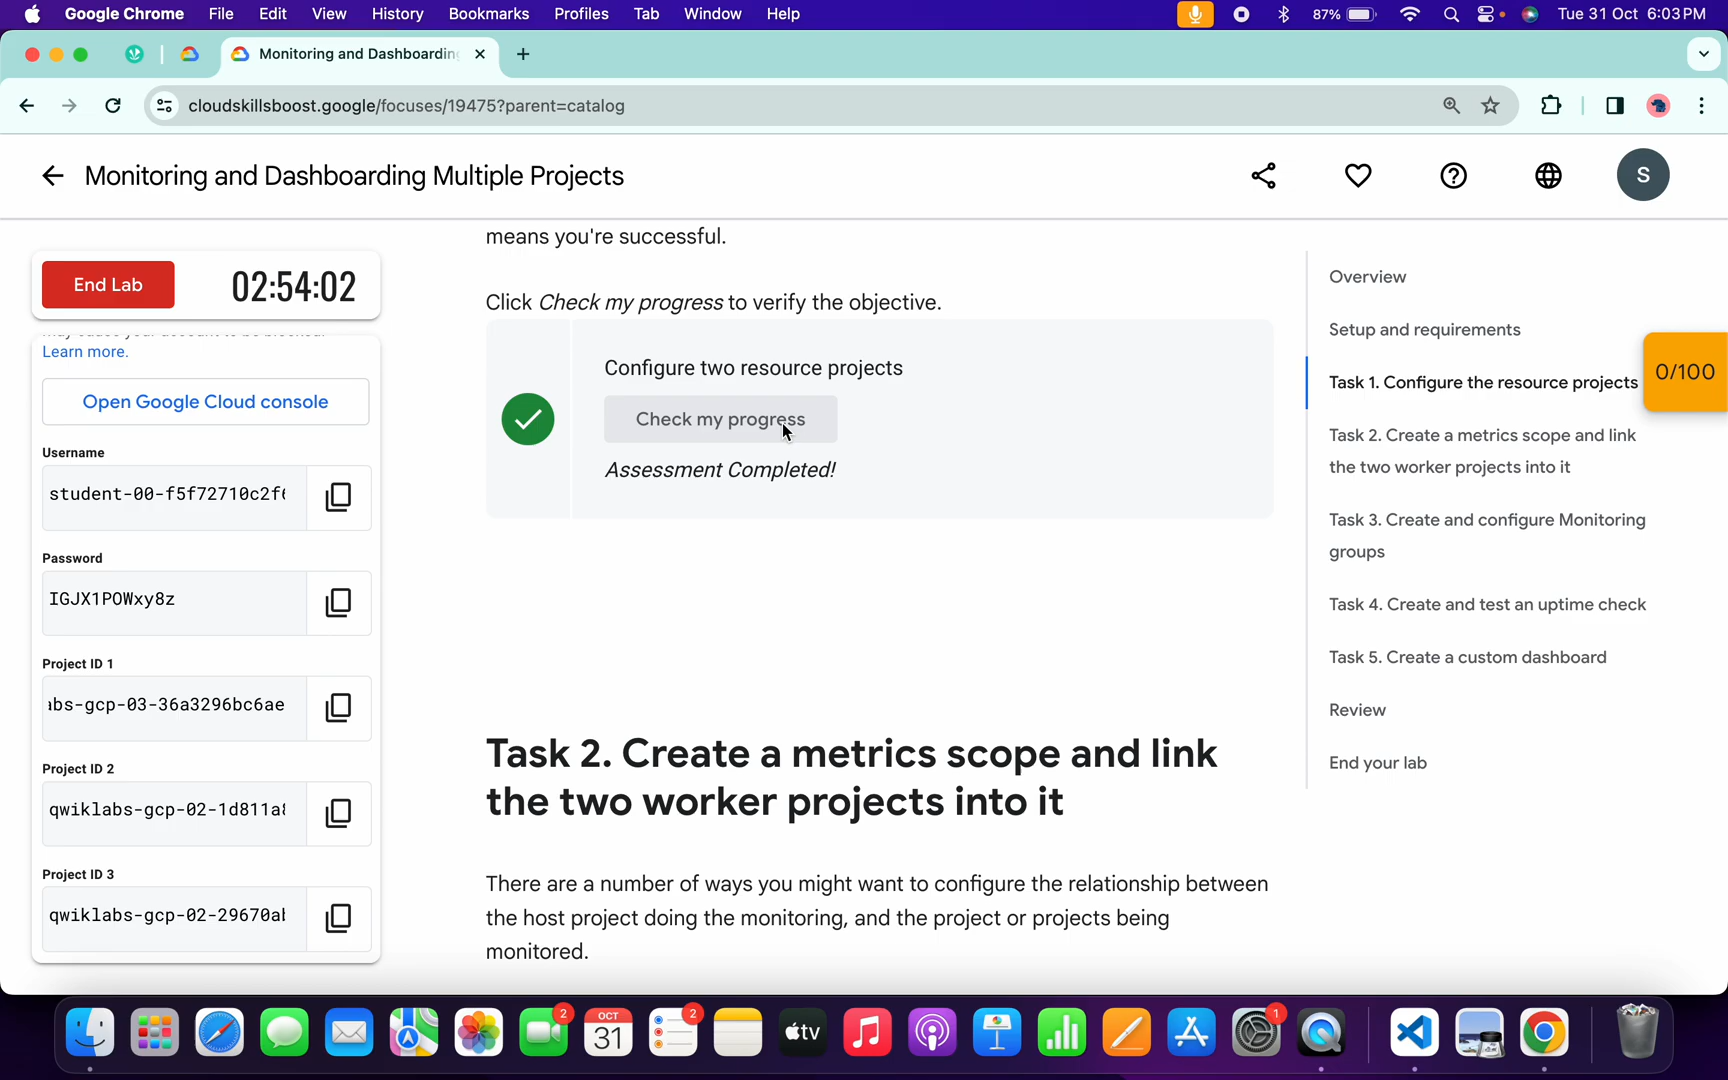 Google Chrome File Edit View History Bookmarks Profiles Tab Window Help 87% Tue 31 Oct 6:03 PM
Monitoring and Dashboarding
cloudskillsboost.google/focuses/19475?parent=catalog
Monitoring and Dashboarding Multiple Projects
S
End Lab 02:54:02
Learn more.
Open Google Cloud console
Username
student-00-f5f72710c2f6
Password
IGJX1POWxy8z
Project ID 1
abs-gcp-03-36a3296bc6ae
Project ID 2
qwiklabs-gcp-02-1d811a8
Project ID 3
qwiklabs-gcp-02-29670ab
means you're successful.
Click Check my progress to verify the objective.
Configure two resource projects
Check my progress
Assessment Completed!
Task 2. Create a metrics scope and link
the two worker projects into it
There are a number of ways you might want to configure the relationship between
the host project doing the monitoring, and the project or projects being
monitored.
Overview
Setup and requirements
Task 1. Configure the resource projects
0/100
Task 2. Create a metrics scope and link
the two worker projects into it
Task 3. Create and configure Monitoring
groups
Task 4. Create and test an uptime check
Task 5. Create a custom dashboard
Review
End your lab
2
OCT
31
2
tv
1